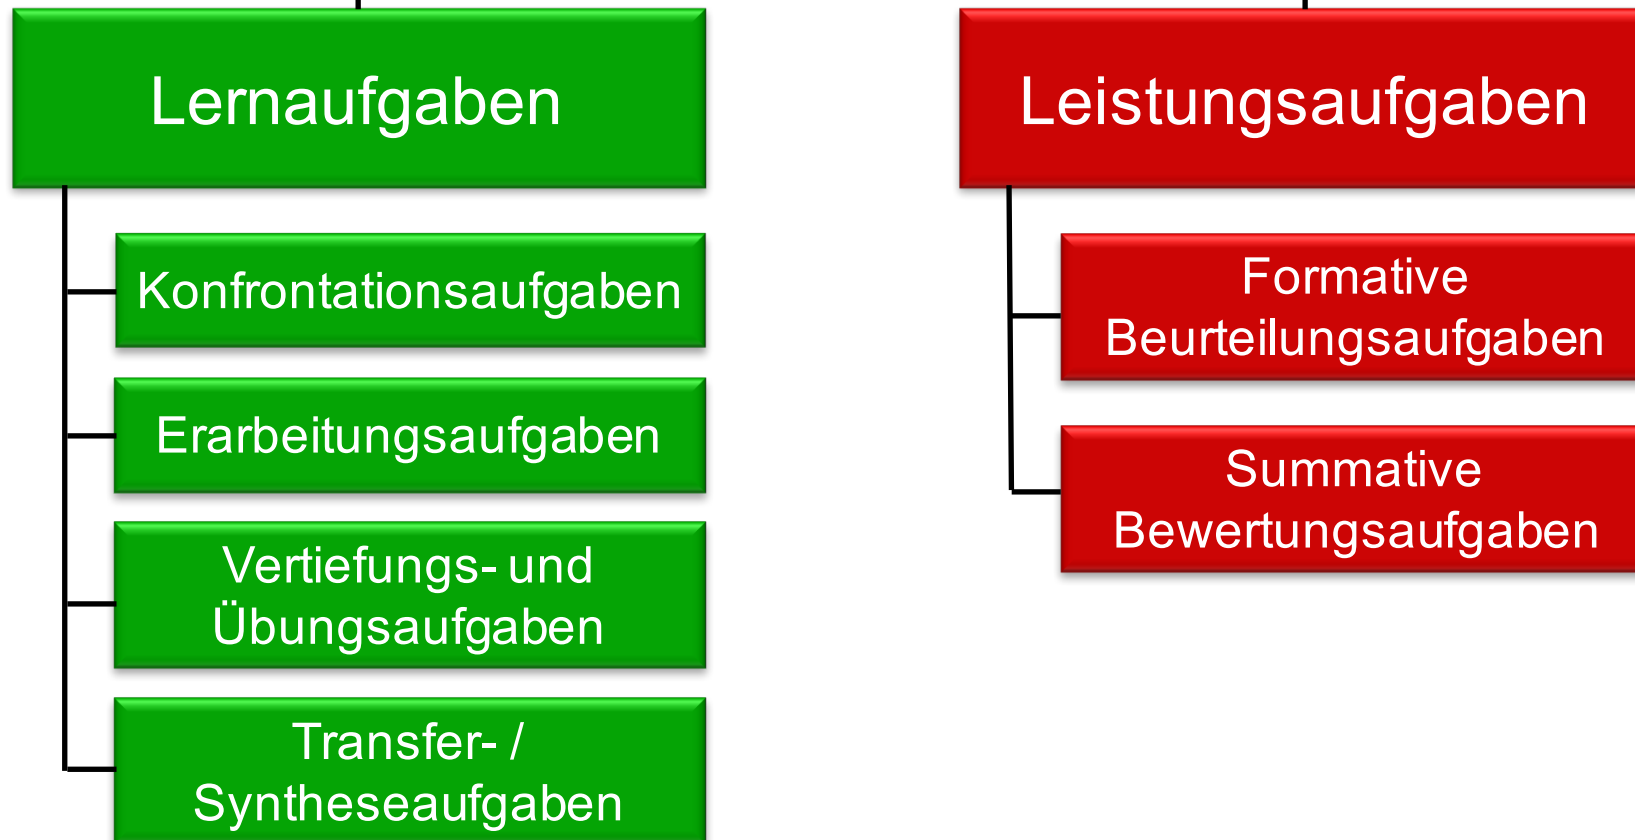 Lernaufgaben
Konfrontationsaufgaben
Erarbeitungsaufgaben
Vertiefungs- und
Übungsaufgaben
Transfer- /
Syntheseaufgaben
Leistungsaufgaben
Formative
Beurteilungsaufgaben
Summative
Bewertungsaufgaben